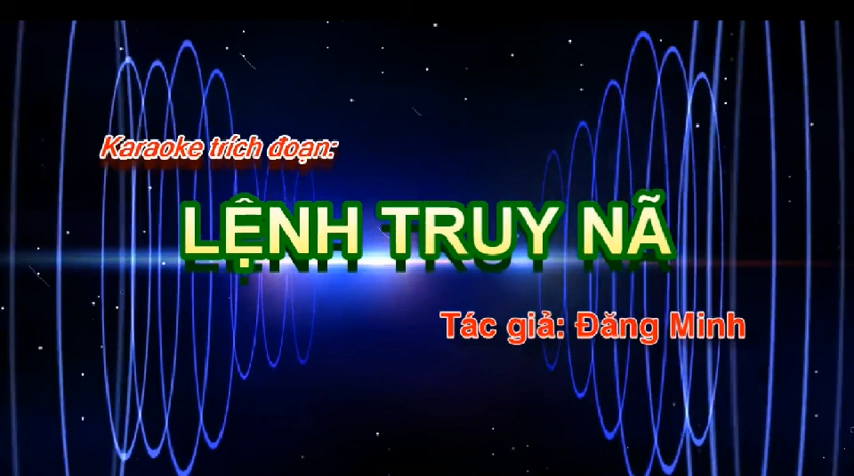 Karaoke trích đoạn:
LỆNH TRUY NÃ
Tác giả: Đăng Minh